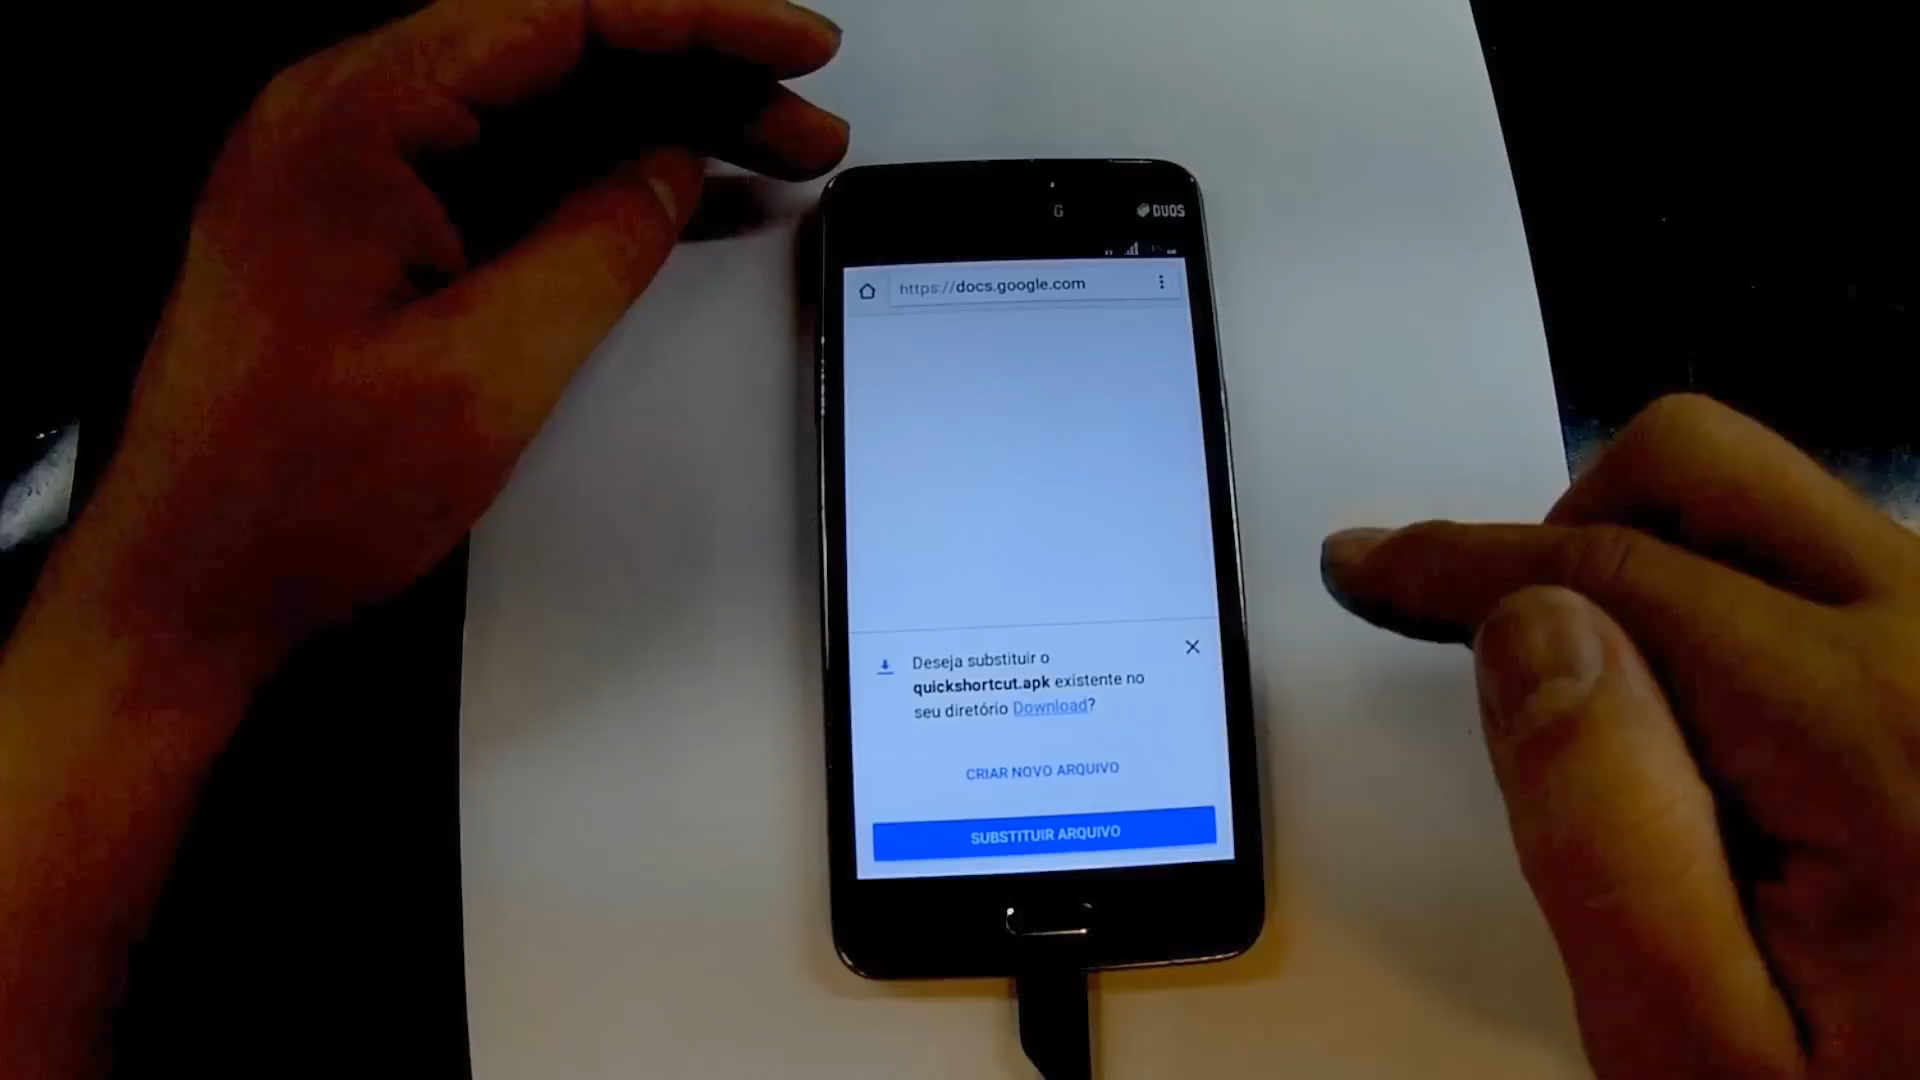 DUOS
https://docs.google.com
Deseja substituir o
quickshortcut.apk existente no
seu diretório Download?
CRIAR NOVO ARQUIVO
SUBSTITUIR ARQUIVO